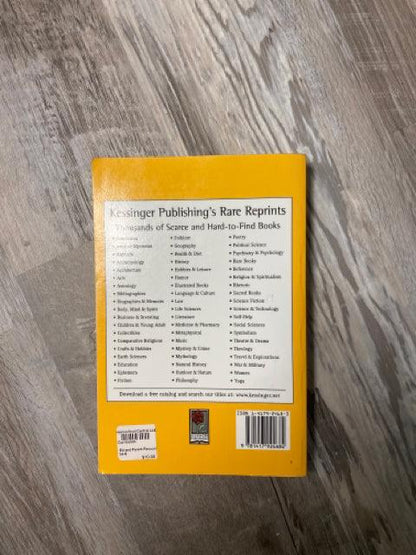 Kessinger Publishing's Rare Reprints
Thousands of Scarce and Hard-to-Find Books
• Americana
• Ancient Mysteries
• Animals
• Anthropology
• Architecture
• Arts
• Astrology
• Bibliographies
• Biographies & Memoirs
• Body, Mind & Spirit
• Business & Investing
• Children & Young Adult
• Collectibles
• Comparative Religions
• Crafts & Hobbies
• Earth Sciences
• Education
• Ephemera
• Fiction
• Folklore
• Geography
• Health & Diet
• History
• Hobbies & Leisure
• Humor
• Illustrated Books
• Language & Culture
• Law
• Life Sciences
• Literature
• Medicine & Pharmacy
• Metaphysical
• Music
• Mystery & Crime
• Mythology
• Natural History
• Outdoor & Nature
• Philosophy
• Poetry
• Political Science
• Psychiatry & Psychology
• Rare Books
• Reference
• Religion & Spiritualism
• Rhetoric
• Sacred Books
• Science Fiction
• Science & Technology
• Self-Help
• Social Sciences
• Symbolism
• Theatre & Drama
• Theology
• Travel & Explorations
• War & Military
• Women
• Yoga
Download a free catalog and search our titles at: www.kessinger.net